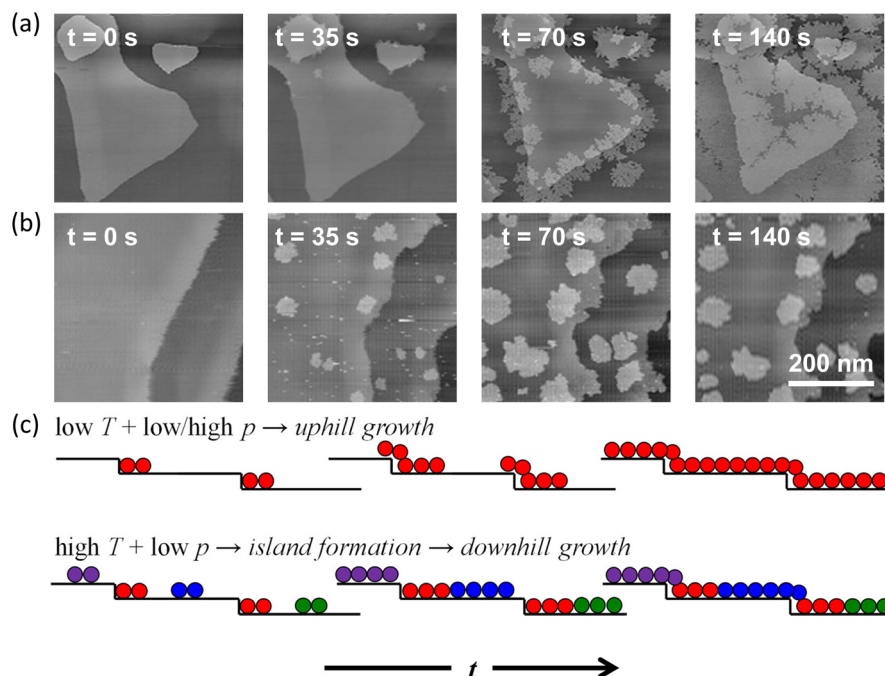 (a)
t = 0 s
t = 35 s
t = 70 s
t = 140 s
(b)
t = 0 s
t = 35 s
t = 70 s
t = 140 s
200 nm
(c)
low T + low/high p → uphill growth
high T + low p → island formation → downhill growth
t